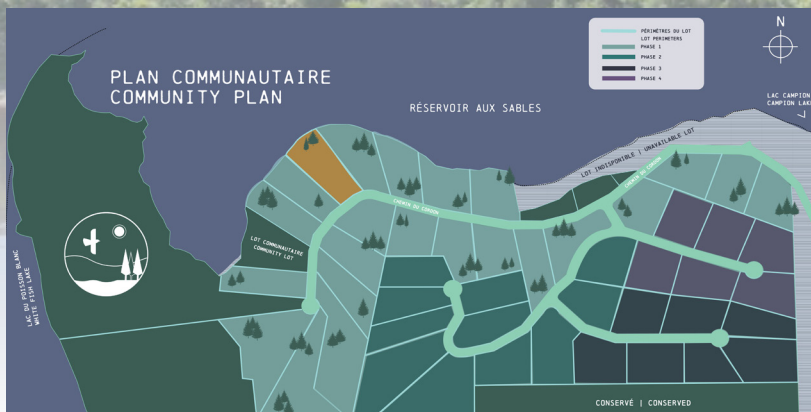 PLAN COMMUNAUTAIRE
COMMUNITY PLAN
RÉSERVOIR AUX SABLES
PÉRIMÈTRES DU LOT
LOT PERIMETERS
PHASE 1
PHASE 2
PHASE 3
PHASE 4
N
LAC CAMPION
CAMPION LAKE
LOT INDISPONIBLE | UNAVAILABLE LOT
CHEMIN DU CORDON
CHEMIN DU CORDON
LOT COMMUNAUTAIRE
COMMUNITY LOT
LAC DU POISSON BLANC
WHITE FISH LAKE
CONSERVÉ | CONSERVED